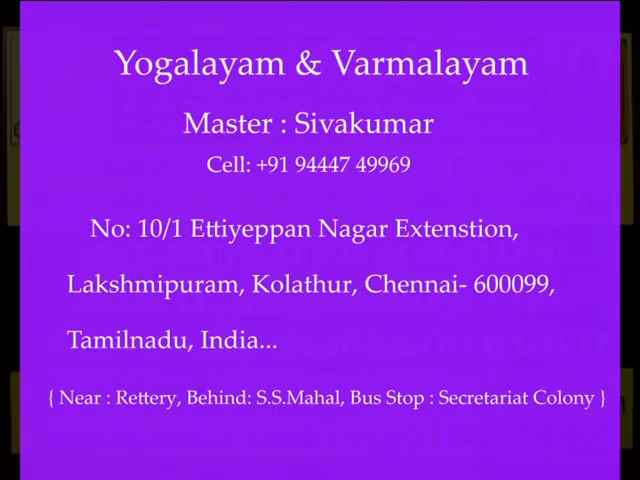 Yogalayam & Varmalayam
Master : Sivakumar
Cell: +91 94447 49969
No: 10/1 Ettiyeppan Nagar Extenstion,
Lakshmipuram, Kolathur, Chennai- 600099,
Tamilnadu, India...
{ Near : Rettery, Behind: S.S.Mahal, Bus Stop : Secretariat Colony }